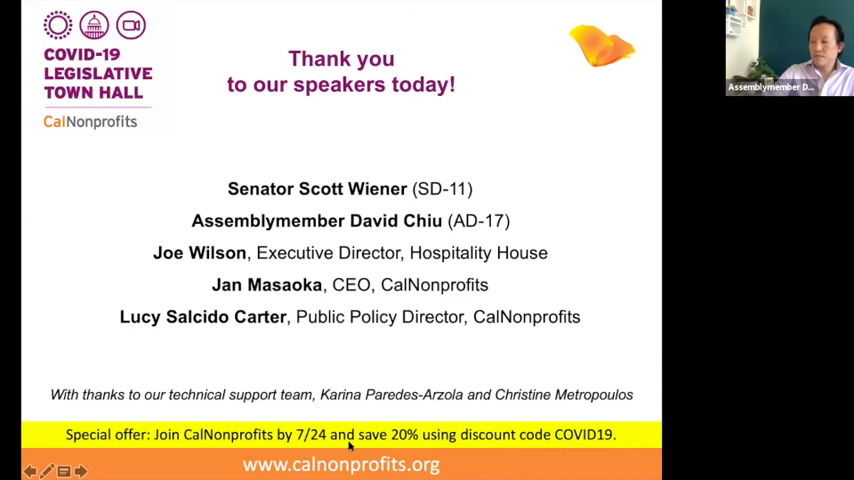 COVID-19
LEGISLATIVE
TOWN HALL
CalNonprofits
Thank you
to our speakers today!
Assemblymember D...
Senator Scott Wiener (SD-11)
Assemblymember David Chiu (AD-17)
Joe Wilson, Executive Director, Hospitality House
Jan Masaoka, CEO, CalNonprofits
Lucy Salcido Carter, Public Policy Director, CalNonprofits
With thanks to our technical support team, Karina Paredes-Arzola and Christine Metropoulos
Special offer: Join CalNonprofits by 7/24 and save 20% using discount code COVID19.
www.calnonprofits.org